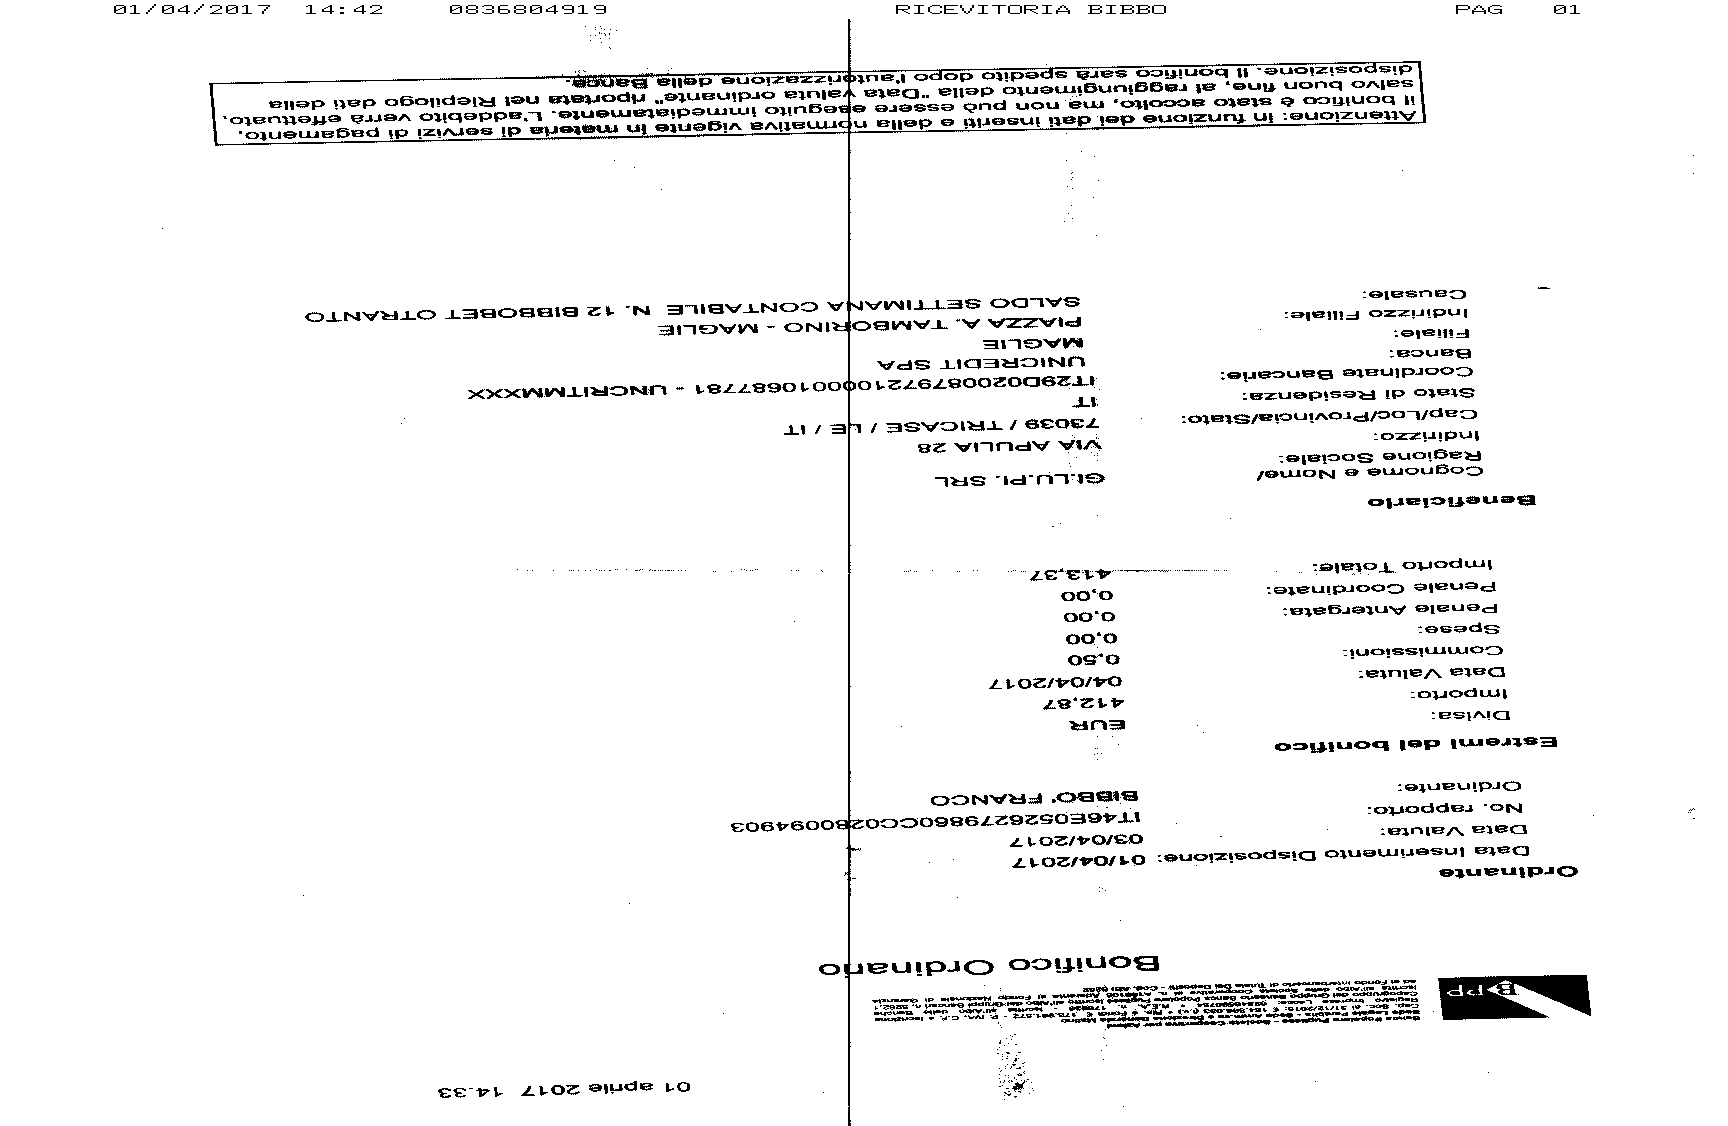 01/04/2017 14:42 0836804919 RICEVITORIA BIBBO PAG 01
01 aprile 2017 14.33
BPP
Banca Popolare Pugliese - Società Cooperativa per Azioni
Bonifico Ordinario
Ordinante
Data Inserimento Disposizione: 01/04/2017
Data Valuta: 03/04/2017
No. rapporto: IT46E0526279860CC0280094903
Ordinante: BIBBO' FRANCO
Estremi del bonifico
Divisa: EUR
Importo: 412,87
Data Valuta: 04/04/2017
Commissioni: 0,50
Spese: 0,00
Penale Antergata: 0,00
Penale Coordinate: 0,00
Importo Totale: 413,37
Beneficiario
Cognome e Nome/
Ragione Sociale: GI.LU.PI. SRL
Indirizzo: VIA APULIA 28
Cap/Loc/Provincia/Stato: 73039 / TRICASE / LE / IT
Stato di Residenza: IT
Coordinate Bancarie: IT29D0200879721000010687781 - UNCRITMMXXX
Banca: UNICREDIT SPA
Filiale: MAGLIE
Indirizzo Filiale: PIAZZA A. TAMBORINO - MAGLIE
Causale: SALDO SETTIMANA CONTABILE N. 12 BIBBOBET OTRANTO
Attenzione: in funzione dei dati inseriti e della normativa vigente in materia di servizi di pagamento,
il bonifico è stato accolto, ma non può essere eseguito immediatamente. L'addebito verrà effettuato,
salvo buon fine, al raggiungimento della "Data valuta ordinante" riportata nel Riepilogo dati della
disposizione. Il bonifico sarà spedito dopo l'autorizzazione della Banca.